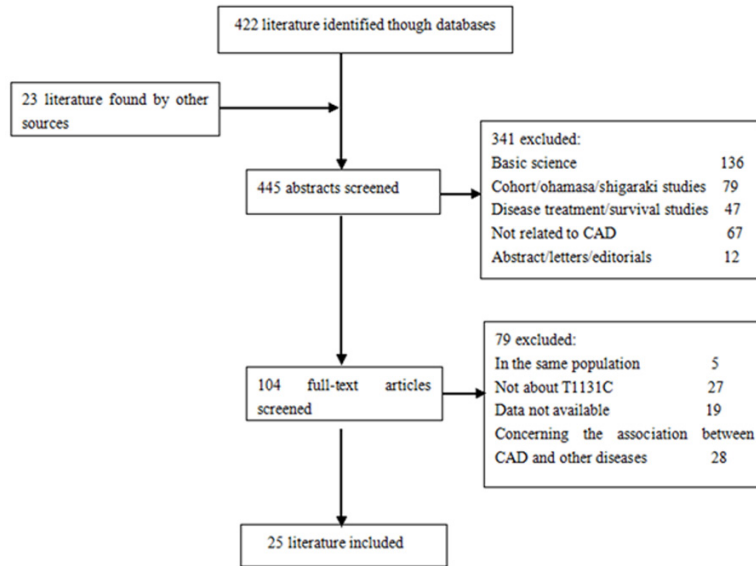 422 literature identified though databases
23 literature found by other
sources
445 abstracts screened
341 excluded:
Basic science 136
Cohort/ohamasa/shigaraki studies 79
Disease treatment/survival studies 47
Not related to CAD 67
Abstract/letters/editorials 12
104 full-text articles
screened
79 excluded:
In the same population 5
Not about T1131C 27
Data not available 19
Concerning the association between
CAD and other diseases 28
25 literature included